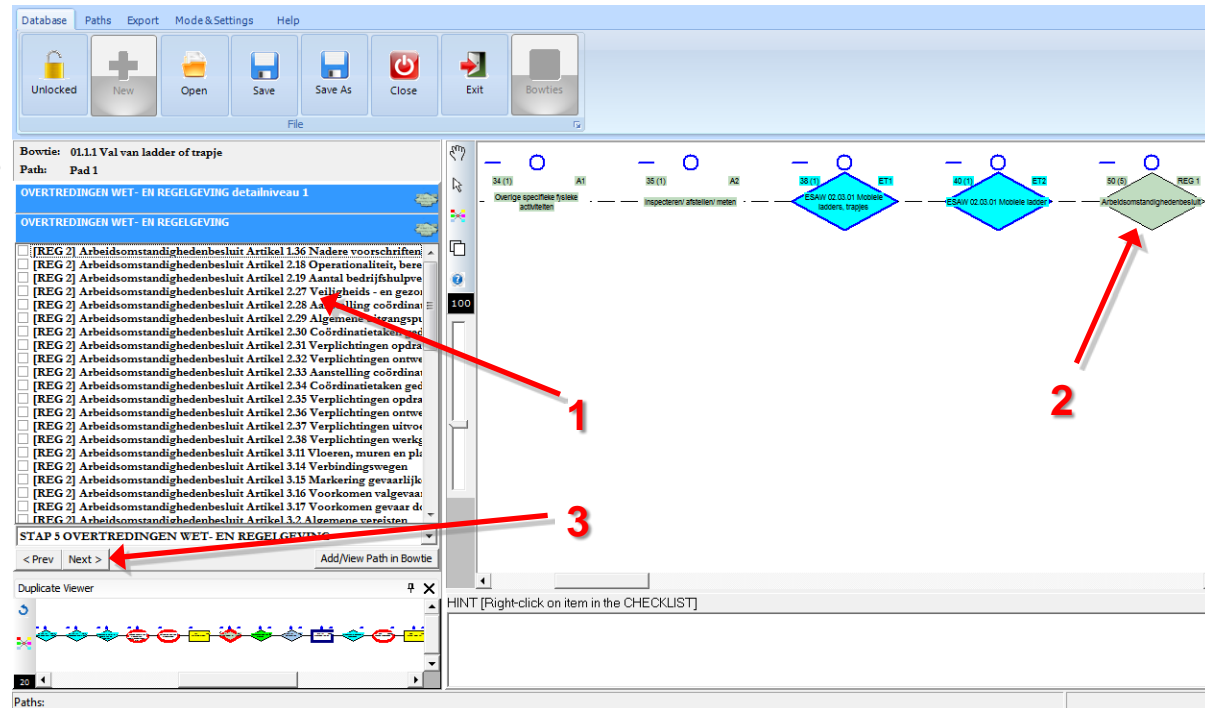 Database Paths Export Mode & Settings Help
Unlocked New Open Save Save As Close Exit Bowties
File
Bowtie: 01.1.1 Val van ladder of trapje
Path: Pad 1
OVERTREDINGEN WET- EN REGELGEVING detailniveau 1
OVERTREDINGEN WET- EN REGELGEVING
[REG 2] Arbeidsomstandighedenbesluit Artikel 1.36 Nadere voorschriften
[REG 2] Arbeidsomstandighedenbesluit Artikel 2.18 Operationaliteit, bere
[REG 2] Arbeidsomstandighedenbesluit Artikel 2.19 Aantal bedrijfshulpve
[REG 2] Arbeidsomstandighedenbesluit Artikel 2.27 Veiligheids - en gezon
[REG 2] Arbeidsomstandighedenbesluit Artikel 2.28 Aanstelling coördinat
[REG 2] Arbeidsomstandighedenbesluit Artikel 2.29 Algemene uitgangspu
[REG 2] Arbeidsomstandighedenbesluit Artikel 2.30 Coördinatietaken ged
[REG 2] Arbeidsomstandighedenbesluit Artikel 2.31 Verplichtingen opdra
[REG 2] Arbeidsomstandighedenbesluit Artikel 2.32 Verplichtingen ontwe
[REG 2] Arbeidsomstandighedenbesluit Artikel 2.33 Aanstelling coördinat
[REG 2] Arbeidsomstandighedenbesluit Artikel 2.34 Coördinatietaken ged
[REG 2] Arbeidsomstandighedenbesluit Artikel 2.35 Verplichtingen opdra
[REG 2] Arbeidsomstandighedenbesluit Artikel 2.36 Verplichtingen ontwe
[REG 2] Arbeidsomstandighedenbesluit Artikel 2.37 Verplichtingen uitvoe
[REG 2] Arbeidsomstandighedenbesluit Artikel 2.38 Verplichtingen werkg
[REG 2] Arbeidsomstandighedenbesluit Artikel 3.11 Vloeren, muren en pla
[REG 2] Arbeidsomstandighedenbesluit Artikel 3.14 Verbindingswegen
[REG 2] Arbeidsomstandighedenbesluit Artikel 3.15 Markering gevaarlijk
[REG 2] Arbeidsomstandighedenbesluit Artikel 3.16 Voorkomen valgevaar
[REG 2] Arbeidsomstandighedenbesluit Artikel 3.17 Voorkomen gevaar do
[REG 2] Arbeidsomstandighedenbesluit Artikel 3.2 Algemene vereisten
STAP 5 OVERTREDINGEN WET- EN REGELGEVING
< Prev Next > Add/View Path in Bowtie
Duplicate Viewer
20
Paths:
100
34 (1) A1
Overige specifieke fysieke
activiteiten
35 (1) A2
Inspecteren/ afstellen/ meten
38 (1) ET1
ESAW 02.03.01 Mobiele
ladders, trapjes
40 (1) ET2
ESAW 02.03.01 Mobiele ladder
50 (5) REG 1
Arbeidsomstandighedenbesluit
1
2
3
HINT [Right-click on item in the CHECKLIST]